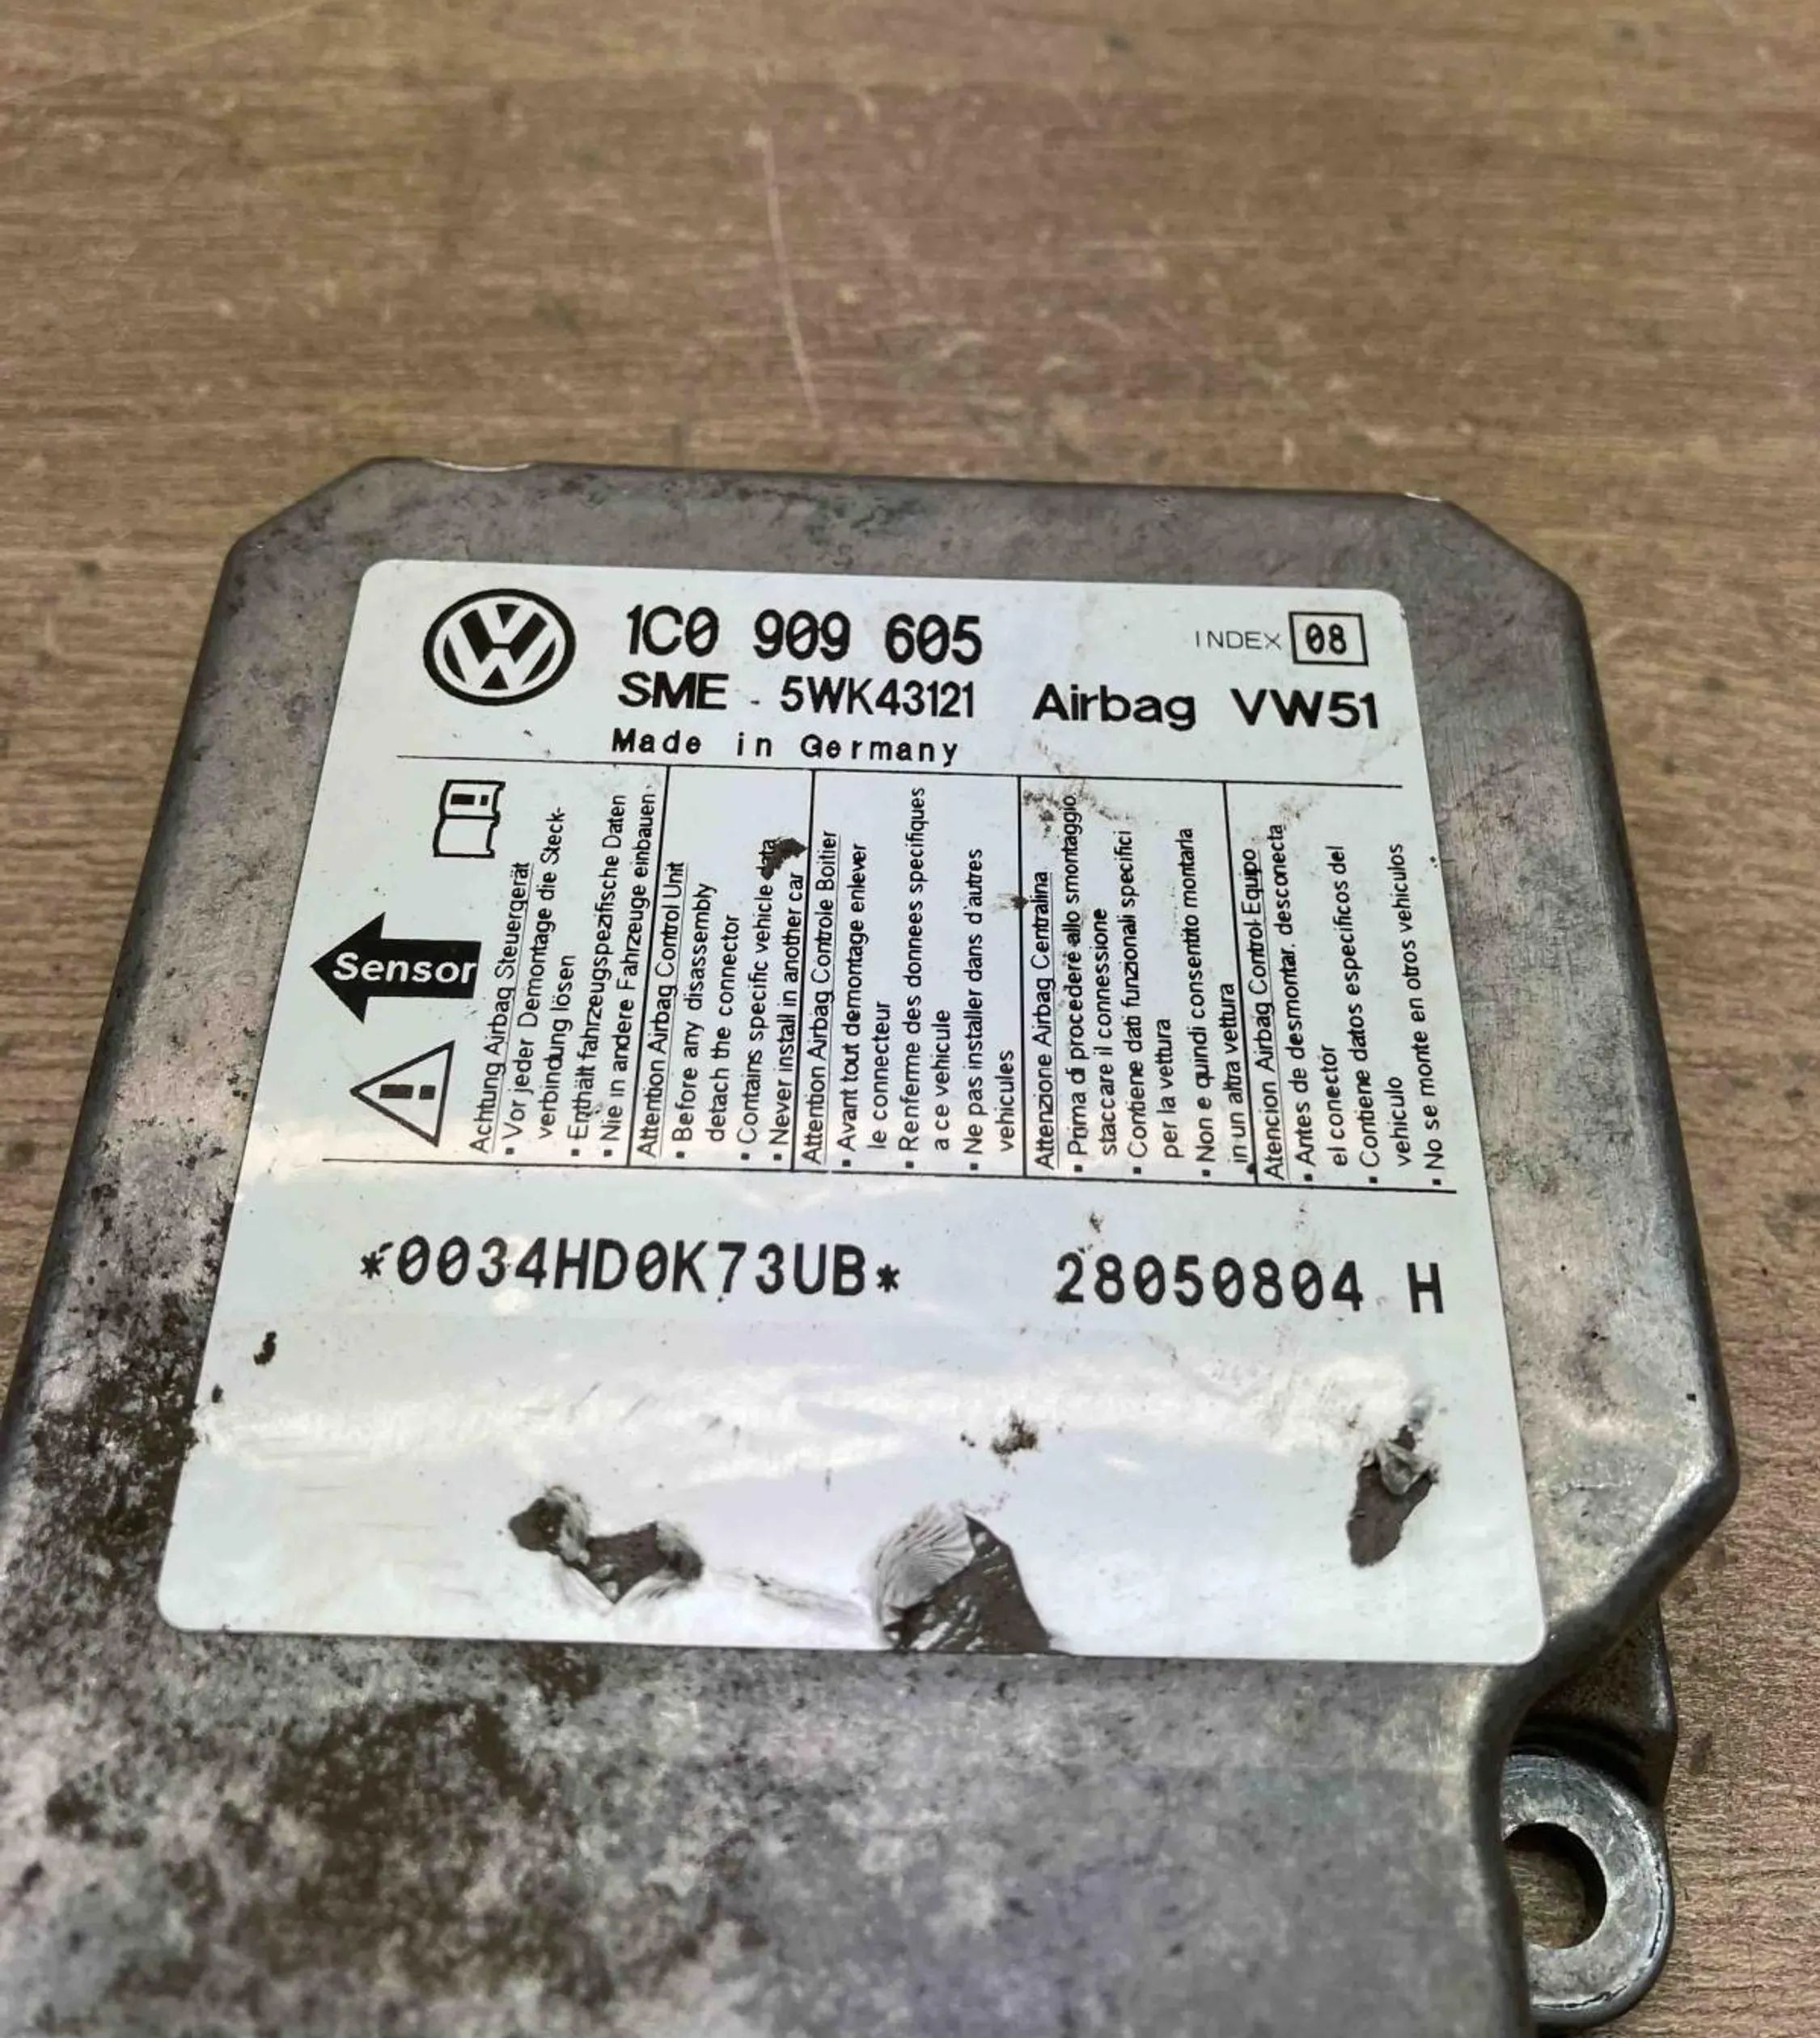 1C0 909 605
INDEX 08
SME - 5WK43121 Airbag VW51
Made in Germany
Sensor
Achtung Airbag Steuergerät
▪ Vor jeder Demontage die Steck-
verbindung lösen
▪ Enthält fahrzeugspezifische Daten
▪ Nie in andere Fahrzeuge einbauen
Attention Airbag Control Unit
▪ Before any disassembly
detach the connector
▪ Contains specific vehicle data
▪ Never install in another car
Attention Airbag Controle Boitier
▪ Avant tout demontage enlever
le connecteur
▪ Renferme des donnees specifiques
a ce vehicule
▪ Ne pas installer dans d'autres
vehicules
Attenzione Airbag Centralina
▪ Prima di procedere allo smontaggio
staccare il connessione
▪ Contiene dati funzionali specifici
per la vettura
▪ Non e quindi consentito montarla
in un altra vettura
Atencion Airbag Control Equipo
▪ Antes de desmontar. desconecta
el conector
▪ Contiene datos especificos del
vehiculo
▪ No se monte en otros vehiculos
*0034HD0K73UB* 28050804 H